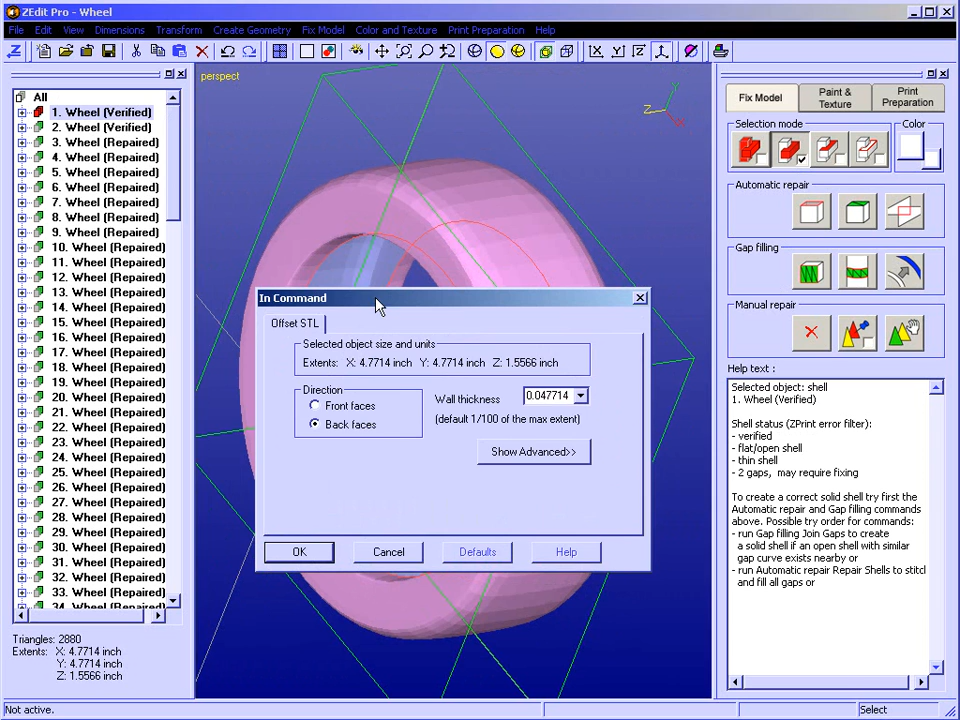 ZEdit Pro - Wheel
File Edit View Dimensions Transform Create Geometry Fix Model Color and Texture Print Preparation Help
All
1. Wheel (Verified)
2. Wheel (Verified)
3. Wheel (Repaired)
4. Wheel (Repaired)
5. Wheel (Repaired)
6. Wheel (Repaired)
7. Wheel (Repaired)
8. Wheel (Repaired)
9. Wheel (Repaired)
10. Wheel (Repaired)
11. Wheel (Repaired)
12. Wheel (Repaired)
13. Wheel (Repaired)
14. Wheel (Repaired)
15. Wheel (Repaired)
16. Wheel (Repaired)
17. Wheel (Repaired)
18. Wheel (Repaired)
19. Wheel (Repaired)
20. Wheel (Repaired)
21. Wheel (Repaired)
22. Wheel (Repaired)
23. Wheel (Repaired)
24. Wheel (Repaired)
25. Wheel (Repaired)
26. Wheel (Repaired)
27. Wheel (Repaired)
28. Wheel (Repaired)
29. Wheel (Repaired)
30. Wheel (Repaired)
31. Wheel (Repaired)
32. Wheel (Repaired)
33. Wheel (Repaired)
34. Wheel (Repaired)
Triangles: 2880
Extents: X: 4.7714 inch
Y: 4.7714 inch
Z: 1.5566 inch
perspect
Y
Z
X
In Command
Offset STL
Selected object size and units
Extents: X: 4.7714 inch Y: 4.7714 inch Z: 1.5566 inch
Direction
Front faces
Back faces
Wall thickness 0.047714
(default 1/100 of the max extent)
Show Advanced>>
OK Cancel Defaults Help
Fix Model
Paint & Texture
Print Preparation
Selection mode
Color
Automatic repair
Gap filling
Manual repair
Help text :
Selected object: shell
1. Wheel (Verified)
Shell status (ZPrint error filter):
- verified
- flat/open shell
- thin shell
- 2 gaps, may require fixing
To create a correct solid shell try first the
Automatic repair and Gap filling commands
above. Possible try order for commands:
- run Gap filling Join Gaps to create
a solid shell if an open shell with similar
gap curve exists nearby or
- run Automatic repair Repair Shells to stitcl
and fill all gaps or
Not active.
Select